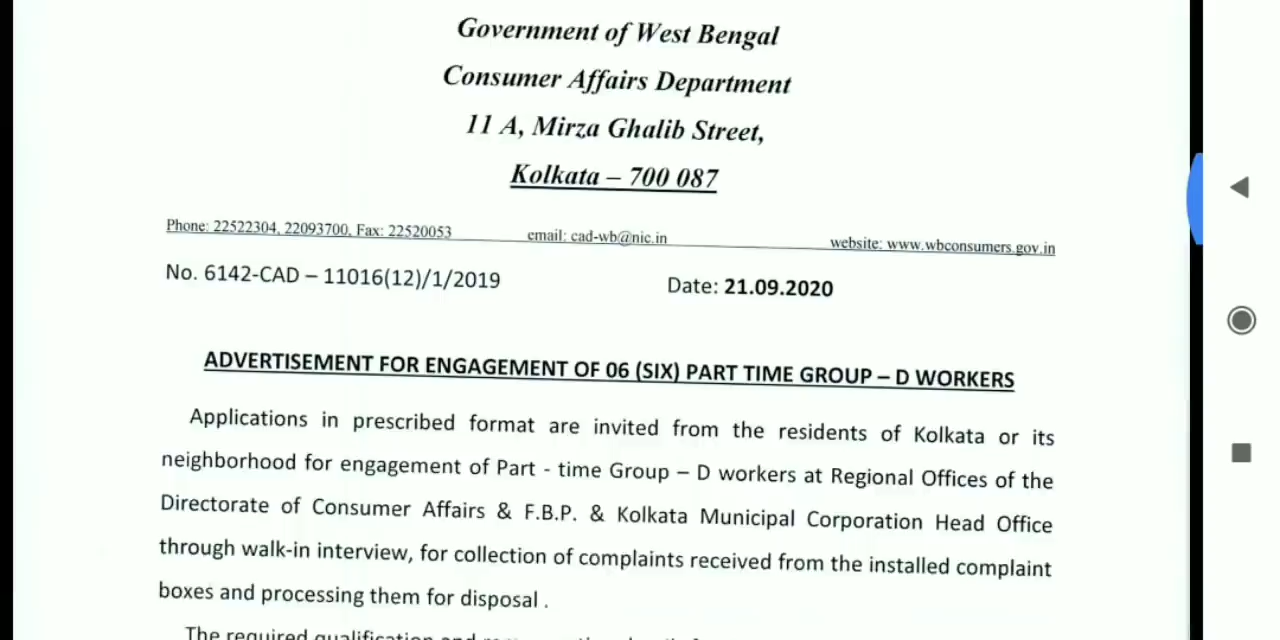 Government of West Bengal
Consumer Affairs Department
11 A, Mirza Ghalib Street,
Kolkata – 700 087
Phone: 22522304, 22093700, Fax: 22520053 email: cad-wb@nic.in website: www.wbconsumers.gov.in
No. 6142-CAD – 11016(12)/1/2019 Date: 21.09.2020
ADVERTISEMENT FOR ENGAGEMENT OF 06 (SIX) PART TIME GROUP – D WORKERS
Applications in prescribed format are invited from the residents of Kolkata or its
neighborhood for engagement of Part - time Group – D workers at Regional Offices of the
Directorate of Consumer Affairs & F.B.P. & Kolkata Municipal Corporation Head Office
through walk-in interview, for collection of complaints received from the installed complaint
boxes and processing them for disposal .
The required qualification and